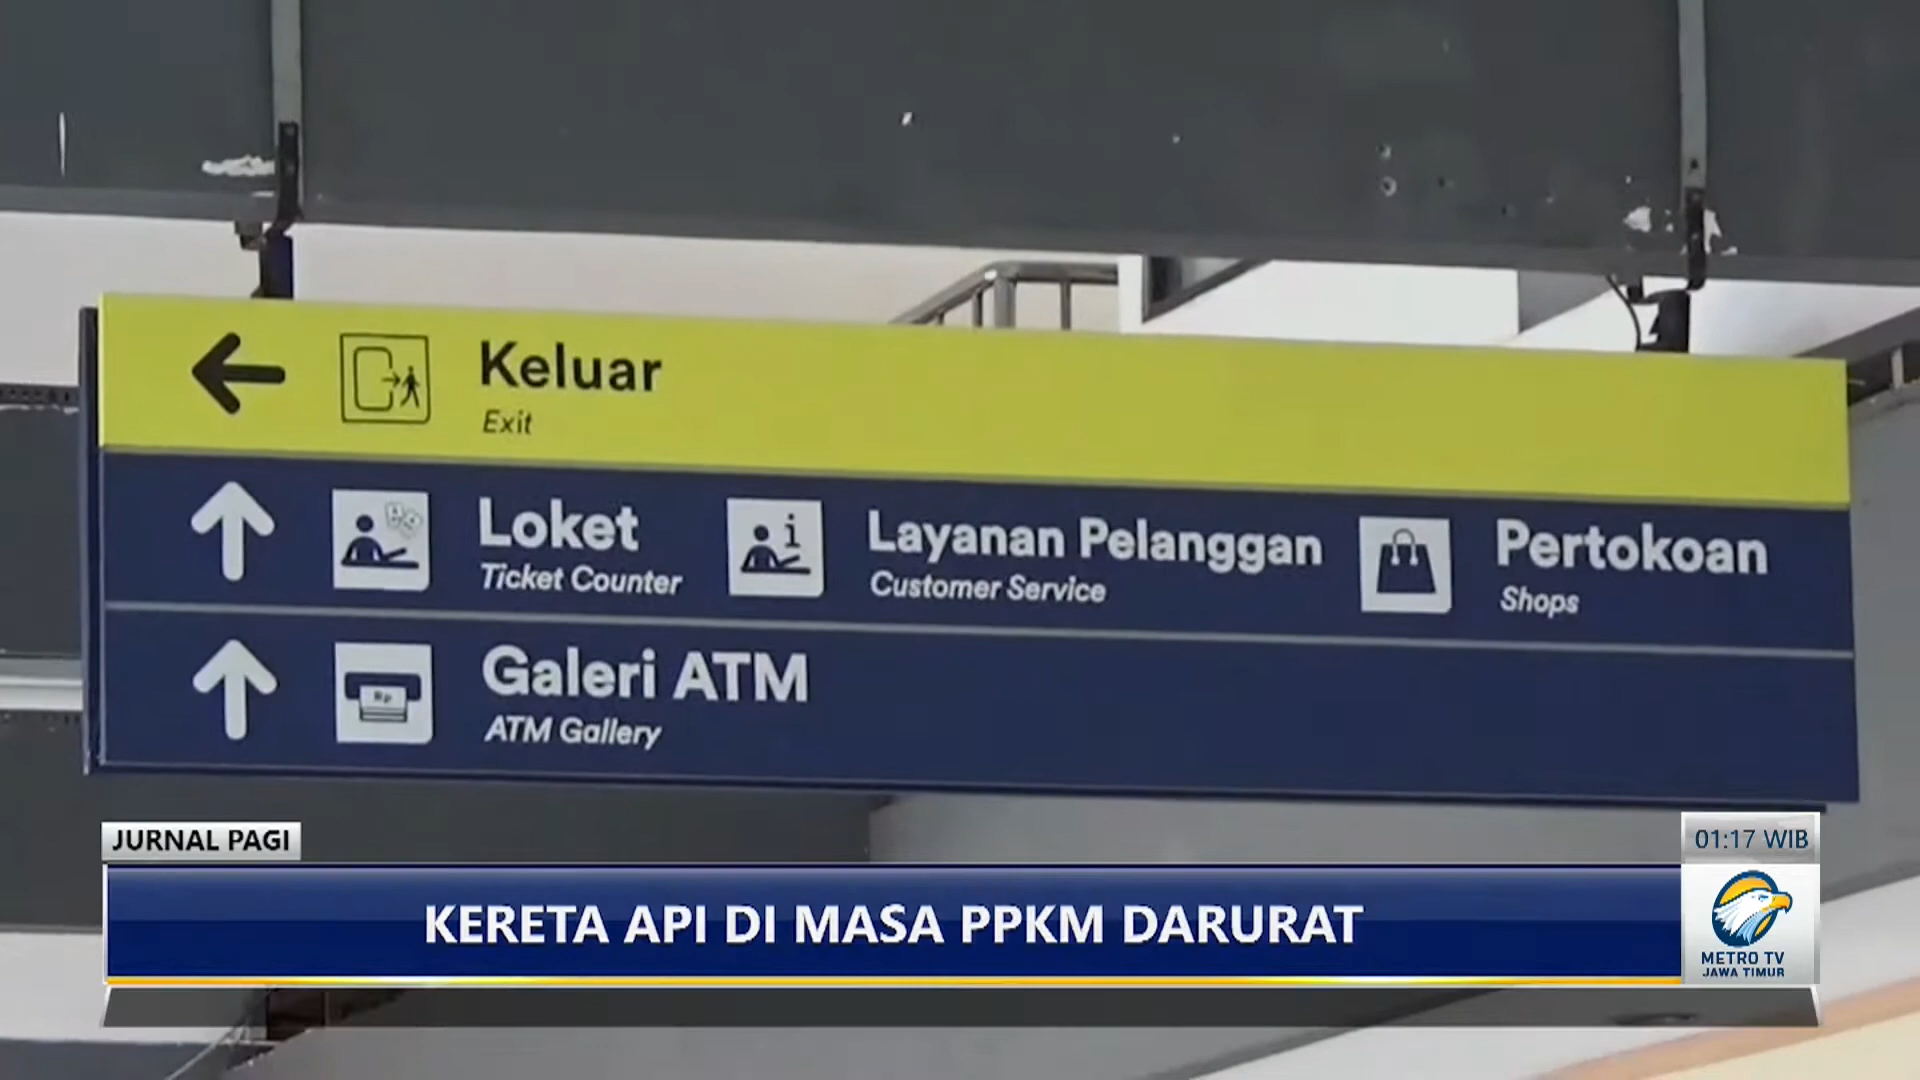 Keluar
Exit
Loket
Ticket Counter
Layanan Pelanggan
Customer Service
Pertokoan
Shops
Galeri ATM
ATM Gallery
Rp
JURNAL PAGI
01:17 WIB
KERETA API DI MASA PPKM DARURAT
METRO TV
JAWA TIMUR